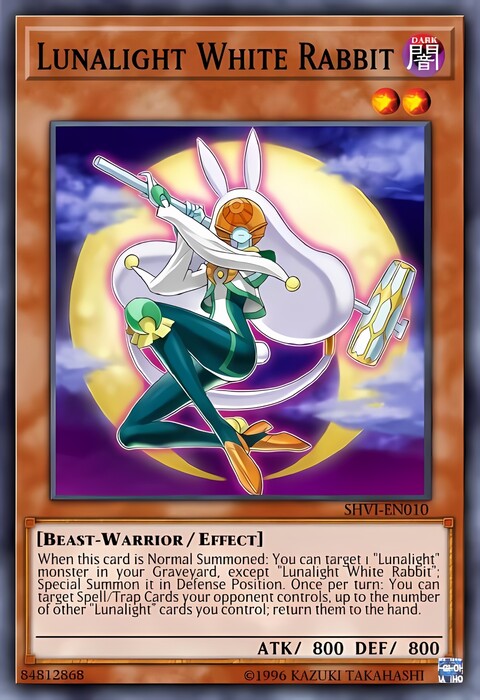 LUNALIGHT WHITE RABBIT
DARK
闇
SHVI-EN010
[BEAST-WARRIOR / EFFECT]
When this card is Normal Summoned: You can target 1 "Lunalight"
monster in your Graveyard, except "Lunalight White Rabbit";
Special Summon it in Defense Position. Once per turn: You can
target Spell/Trap Cards your opponent controls, up to the number
of other "Lunalight" cards you control; return them to the hand.
ATK/ 800 DEF/ 800
84812868
©1996 KAZUKI TAKAHASHI